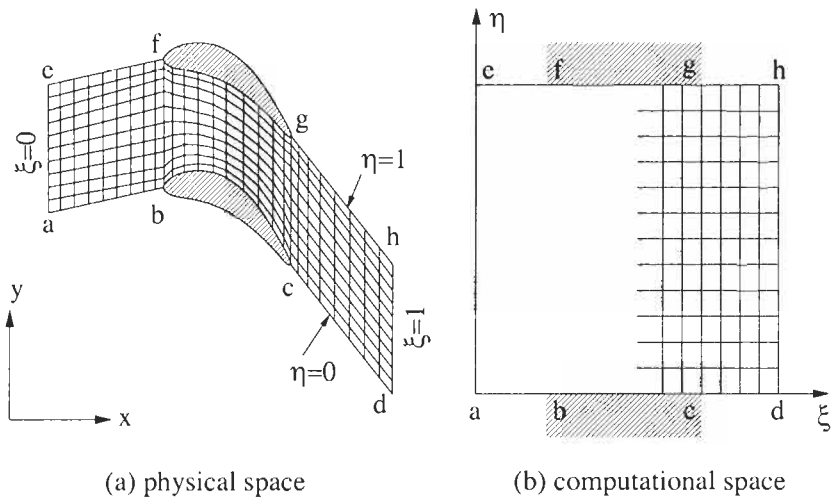 e
f
g
h
a
b
c
d
ξ=0
η=1
η=0
ξ=1
y
x
(a) physical space
η
e
f
g
h
a
b
c
d
ξ
(b) computational space